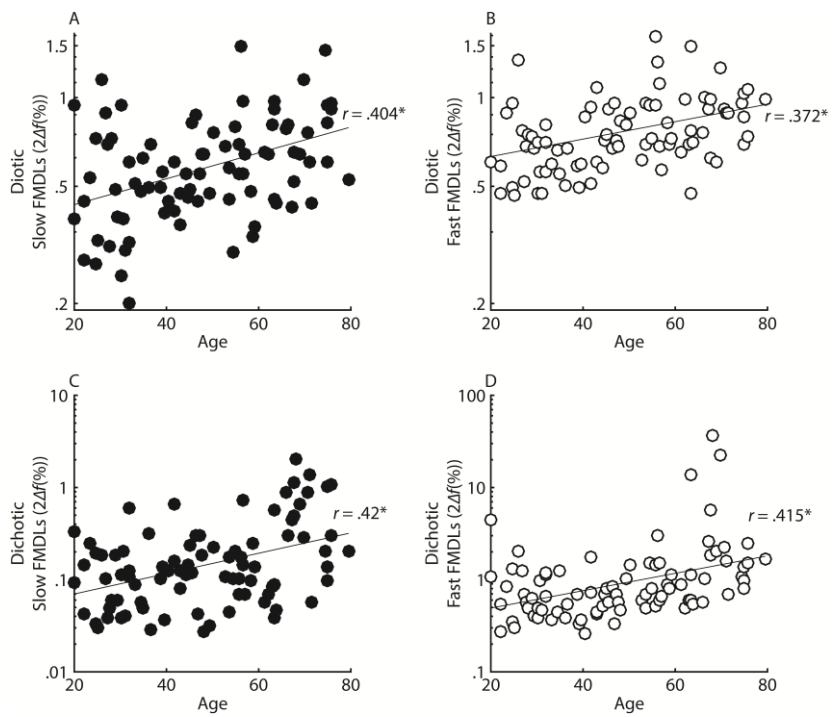 A
1.5
1
.5
.2
20
40
60
80
Age
Diotic
Slow FMDLs (2Δf(%))
r = .404*
B
1.5
1
.5
.2
20
40
60
80
Age
Diotic
Fast FMDLs (2Δf(%))
r = .372*
C
10
1
.1
.01
20
40
60
80
Age
Dichotic
Slow FMDLs (2Δf(%))
r = .42*
D
100
10
1
.1
20
40
60
80
Age
Dichotic
Fast FMDLs (2Δf(%))
r = .415*